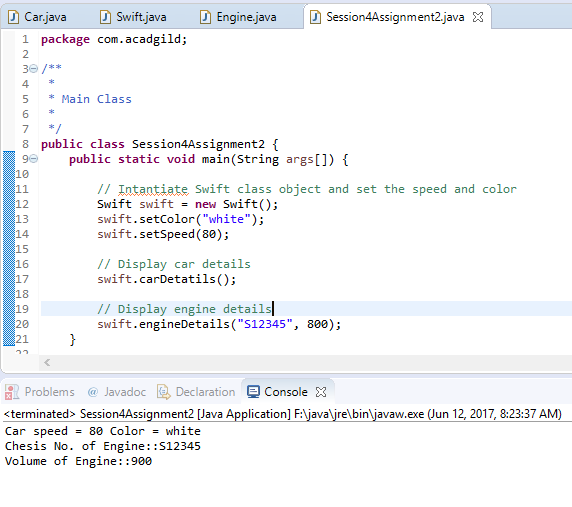 Car.java Swift.java Engine.java Session4Assignment2.java
1 package com.acadgild;
2
3 /**
4 *
5 * Main Class
6 *
7 */
8 public class Session4Assignment2 {
9 public static void main(String args[]) {
10
11 // Intantiate Swift class object and set the speed and color
12 Swift swift = new Swift();
13 swift.setColor("white");
14 swift.setSpeed(80);
15
16 // Display car details
17 swift.carDetatils();
18
19 // Display engine details
20 swift.engineDetails("S12345", 800);
21 }
22
Problems @ Javadoc Declaration Console
<terminated> Session4Assignment2 [Java Application] F:\java\jre\bin\javaw.exe (Jun 12, 2017, 8:23:37 AM)
Car speed = 80 Color = white
Chesis No. of Engine::S12345
Volume of Engine::900